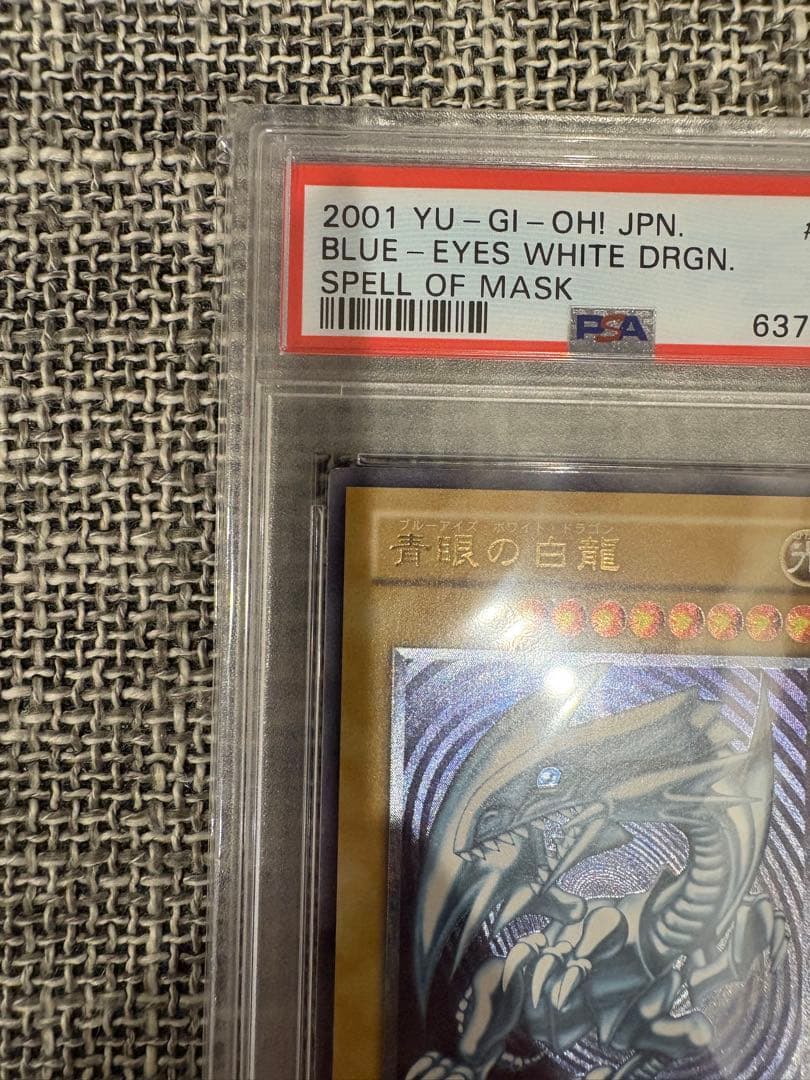 2001 YU-GI-OH! JPN. #
BLUE-EYES WHITE DRGN.
SPELL OF MASK
PSA 637
ブルーアイズ・ホワイト・ドラゴン
青眼の白龍 光